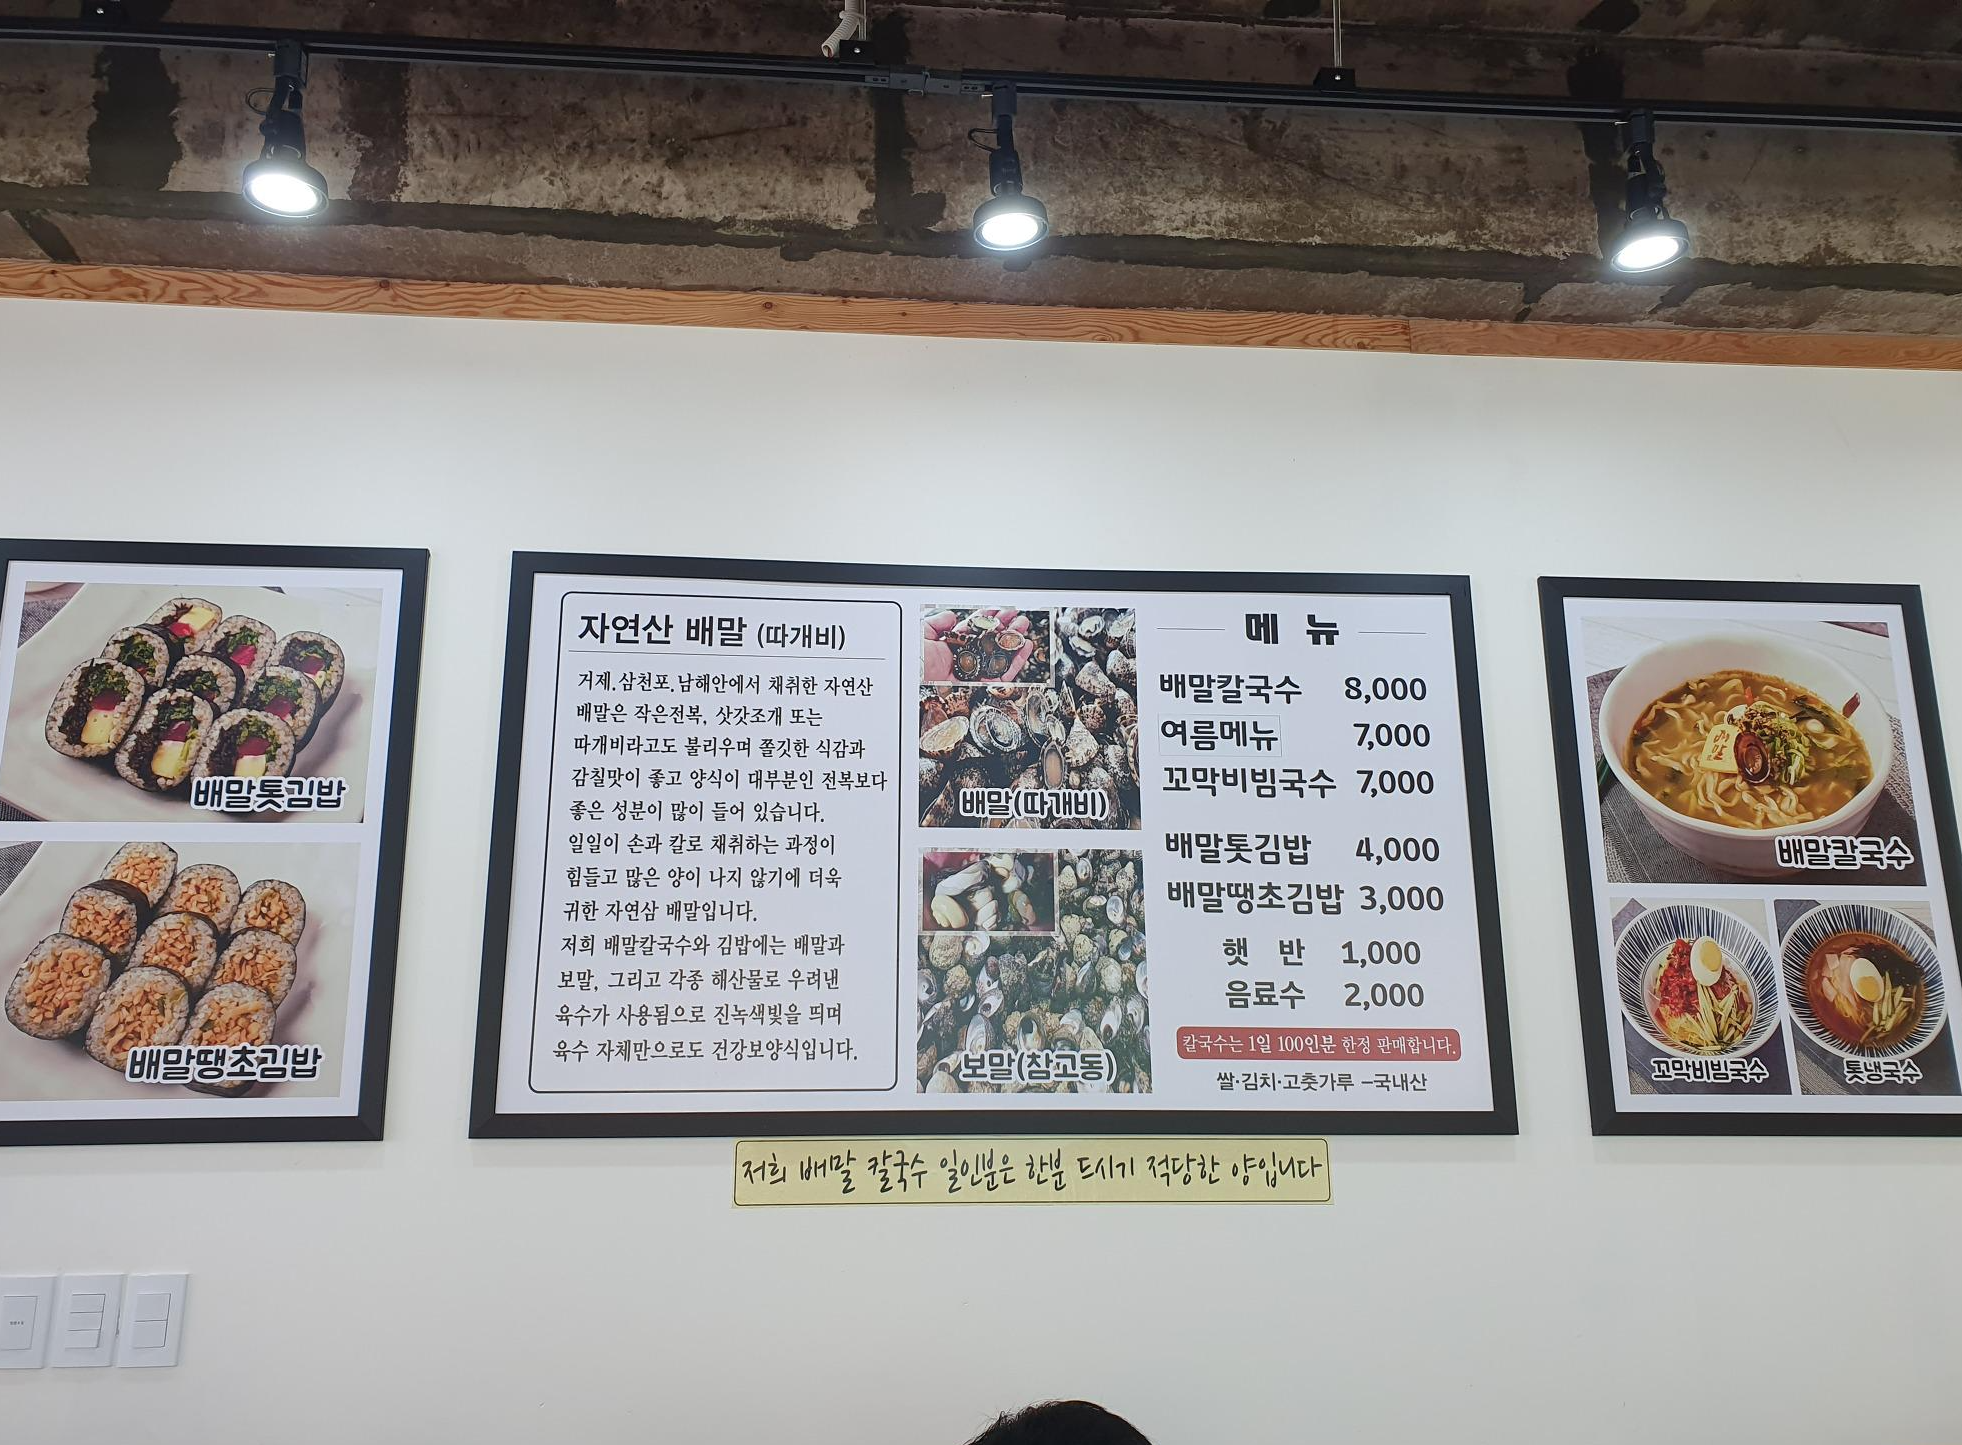 배말톳김밥
배말땡초김밥
자연산 배말 (따개비)
거제.삼천포.남해안에서 채취한 자연산
배말은 작은전복, 삿갓조개 또는
따개비라고도 불리우며 쫄깃한 식감과
감칠맛이 좋고 양식이 대부분인 전복보다
좋은 성분이 많이 들어 있습니다.
일일이 손과 칼로 채취하는 과정이
힘들고 많은 양이 나지 않기에 더욱
귀한 자연삼 배말입니다.
저희 배말칼국수와 김밥에는 배말과
보말, 그리고 각종 해산물로 우려낸
육수가 사용됨으로 진녹색빛을 띄며
육수 자체만으로도 건강보양식입니다.
배말(따개비)
보말(참고동)
메 뉴
배말칼국수 8,000
여름메뉴 7,000
꼬막비빔국수 7,000
배말톳김밥 4,000
배말땡초김밥 3,000
햇 반 1,000
음료수 2,000
칼국수는 1일 100인분 한정 판매합니다.
쌀·김치·고춧가루 –국내산
저희 배말 칼국수 일인분은 한분 드시기 적당한 양입니다
배말
배말칼국수
꼬막비빔국수
톳냉국수